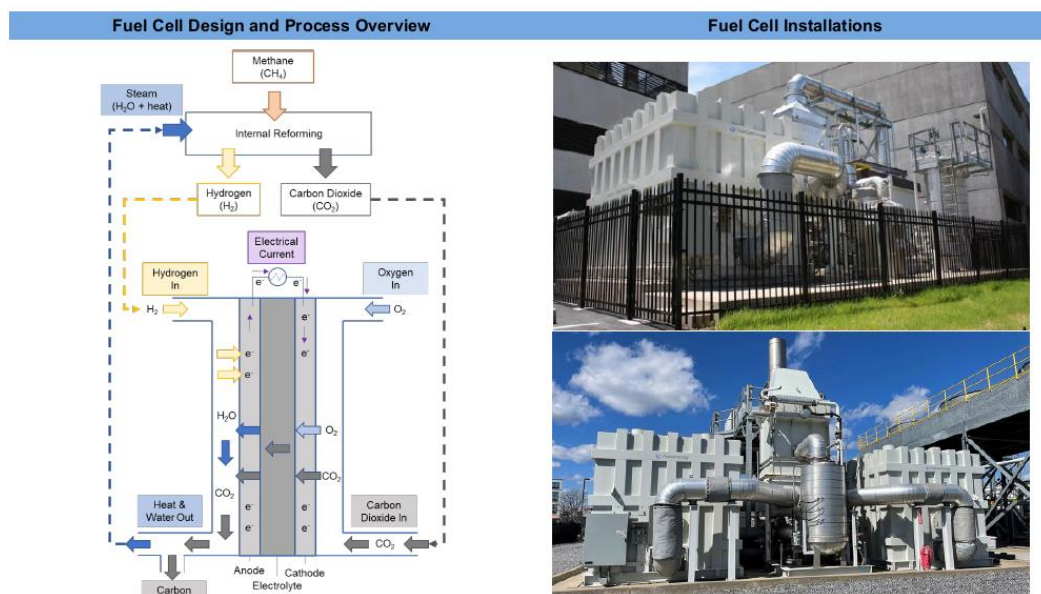 Fuel Cell Design and Process Overview
Fuel Cell Installations
Methane
(CH₄)
Steam
(H₂O + heat)
Internal Reforming
Hydrogen
(H₂)
Carbon Dioxide
(CO₂)
Electrical
Current
Hydrogen
In
Oxygen
In
e⁻
e⁻
e⁻
e⁻
H₂
O₂
e⁻
e⁻
e⁻
H₂O
O₂
CO₂
CO₂
Heat &
Water Out
Carbon
Dioxide In
e⁻
e⁻
e⁻
e⁻
CO₂
Anode
Cathode
Electrolyte
Carbon